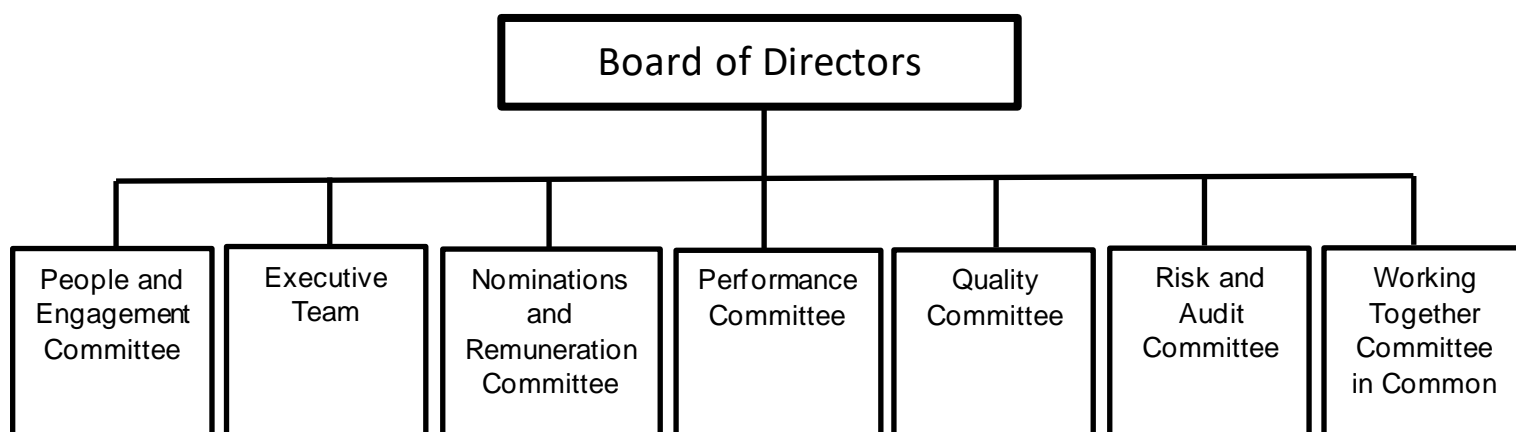 Board of Directors
People and
Engagement
Committee
Executive
Team
Nominations
and
Remuneration
Committee
Performance
Committee
Quality
Committee
Risk and
Audit
Committee
Working
Together
Committee
in Common